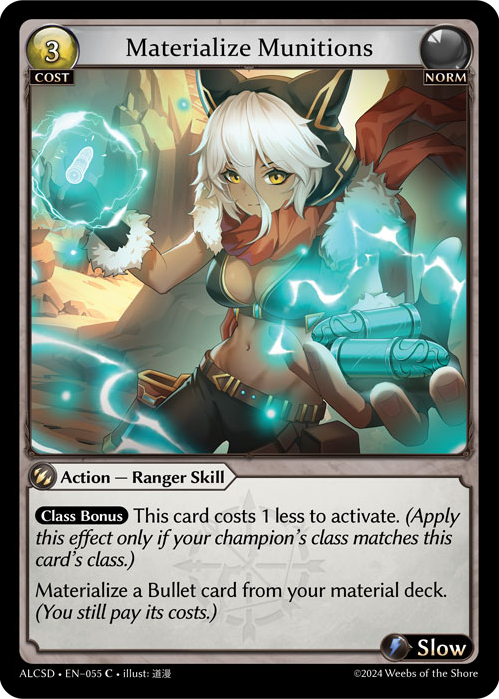 3
Materialize Munitions
COST
NORM
Action — Ranger Skill
Class Bonus This card costs 1 less to activate. (Apply
this effect only if your champion's class matches this
card's class.)
Materialize a Bullet card from your material deck.
(You still pay its costs.)
Slow
ALCSD • EN-055 C • illust: 道漫
©2024 Weebs of the Shore